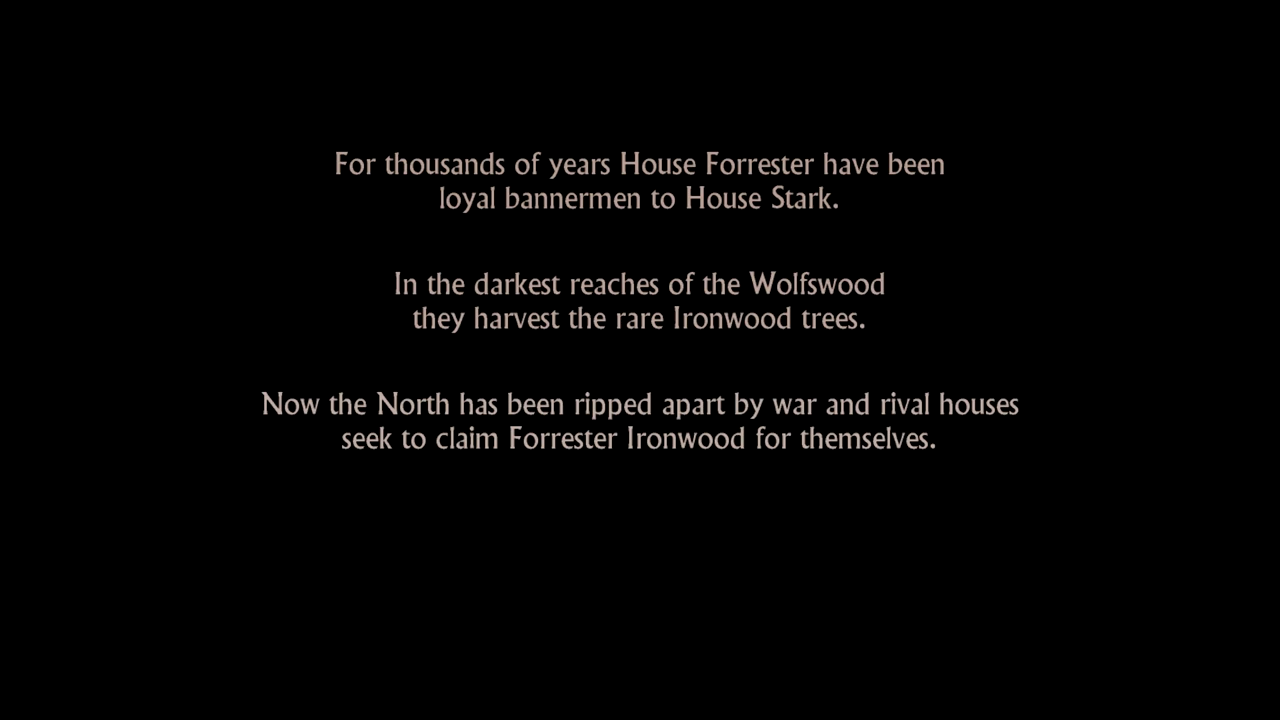 For thousands of years House Forrester have been
loyal bannermen to House Stark.
In the darkest reaches of the Wolfswood
they harvest the rare Ironwood trees.
Now the North has been ripped apart by war and rival houses
seek to claim Forrester Ironwood for themselves.